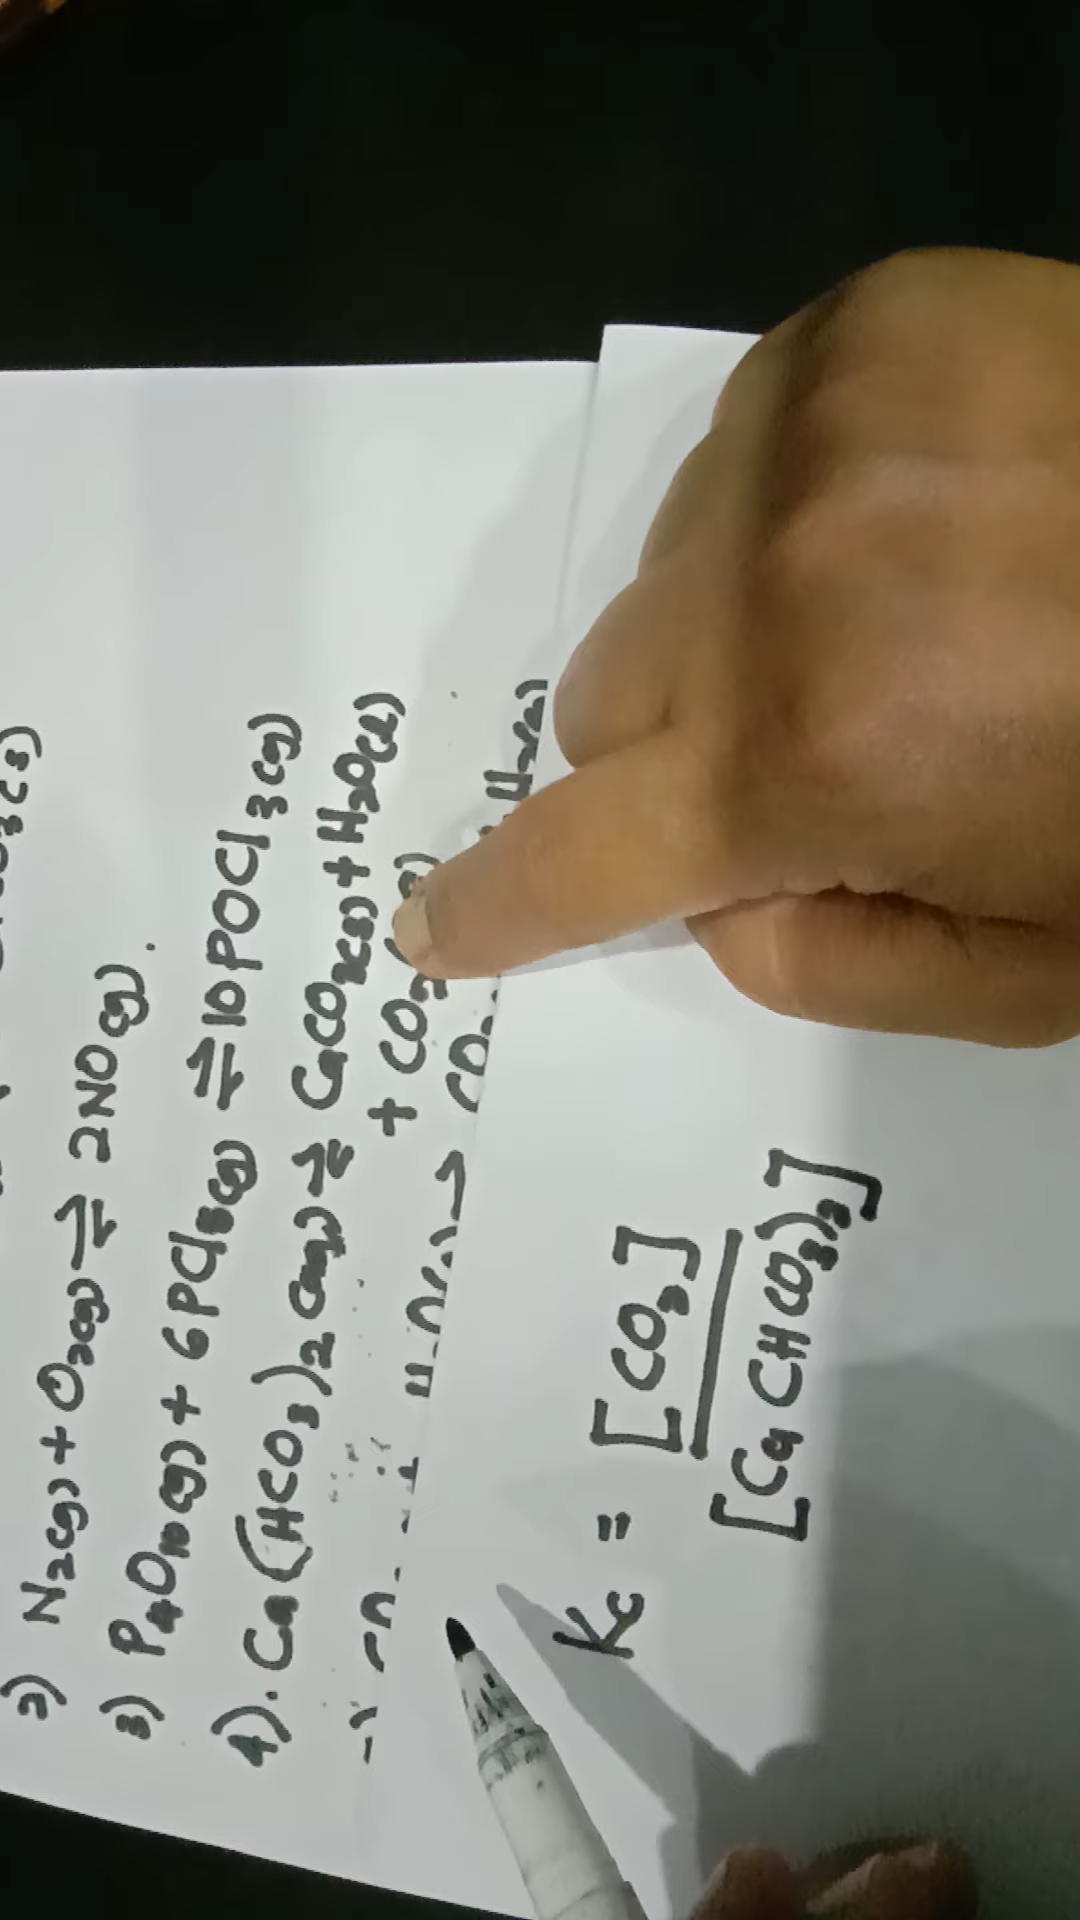 2) N2(g) + O2(g) ⇌ 2NO(g).
3) P4O10(g) + 6PCl5(g) ⇌ 10POCl3(g)
4). Ca(HCO3)2(aq) ⇌ CaCO3(s) + H2O(l)
+ CO2(g)
Kc = [CO2]
[Ca(HCO3)2]